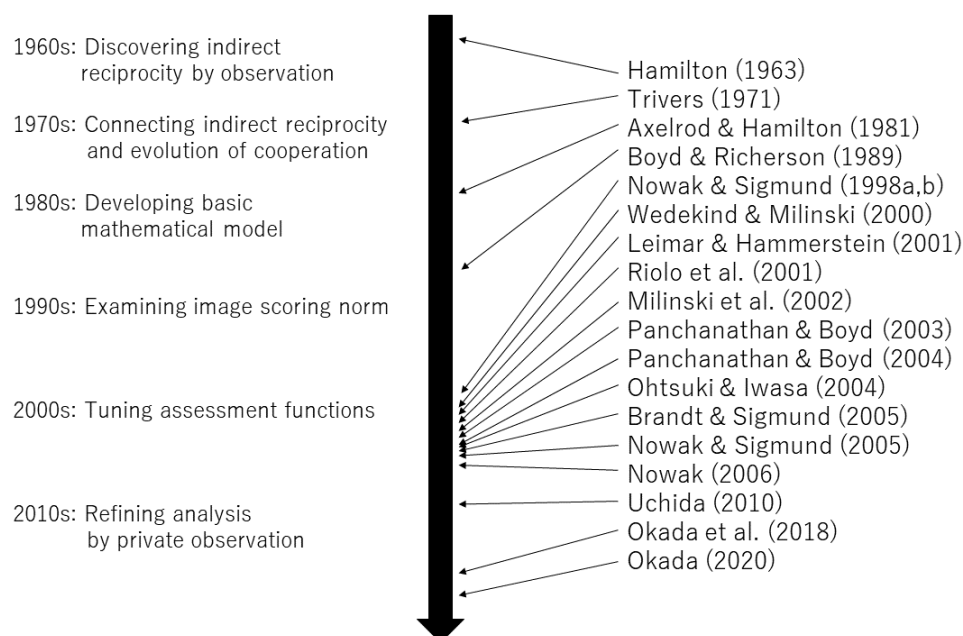 1960s: Discovering indirect
reciprocity by observation
1970s: Connecting indirect reciprocity
and evolution of cooperation
1980s: Developing basic
mathematical model
1990s: Examining image scoring norm
2000s: Tuning assessment functions
2010s: Refining analysis
by private observation
Hamilton (1963)
Trivers (1971)
Axelrod & Hamilton (1981)
Boyd & Richerson (1989)
Nowak & Sigmund (1998a,b)
Wedekind & Milinski (2000)
Leimar & Hammerstein (2001)
Riolo et al. (2001)
Milinski et al. (2002)
Panchanathan & Boyd (2003)
Panchanathan & Boyd (2004)
Ohtsuki & Iwasa (2004)
Brandt & Sigmund (2005)
Nowak & Sigmund (2005)
Nowak (2006)
Uchida (2010)
Okada et al. (2018)
Okada (2020)